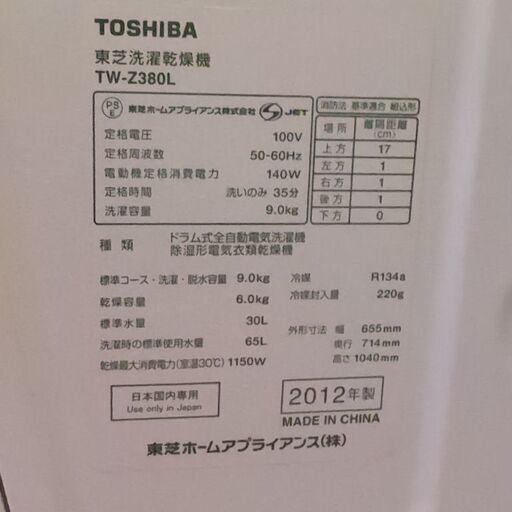 TOSHIBA
東芝洗濯乾燥機
TW-Z380L
PS E 東芝ホームアプライアンス株式会社 S JET
定格電圧 100V
定格周波数 50-60Hz
電動機定格消費電力 140W
定格時間 洗いのみ 35分
洗濯容量 9.0kg
消防法 基準適合 組込形
場所 離隔距離(cm)
上方 17
左方 1
右方 1
後方 1
下方 0
種類 ドラム式全自動電気洗濯機
除湿形電気衣類乾燥機
標準コース・洗濯・脱水容量 9.0kg
乾燥容量 6.0kg
標準水量 30L
洗濯時の標準使用水量 65L
乾燥最大消費電力(室温30℃) 1150W
冷媒 R134a
冷媒封入量 220g
外形寸法 幅 655mm
奥行 714mm
高さ 1040mm
日本国内専用
Use only in Japan
2012年製
MADE IN CHINA
東芝ホームアプライアンス(株)